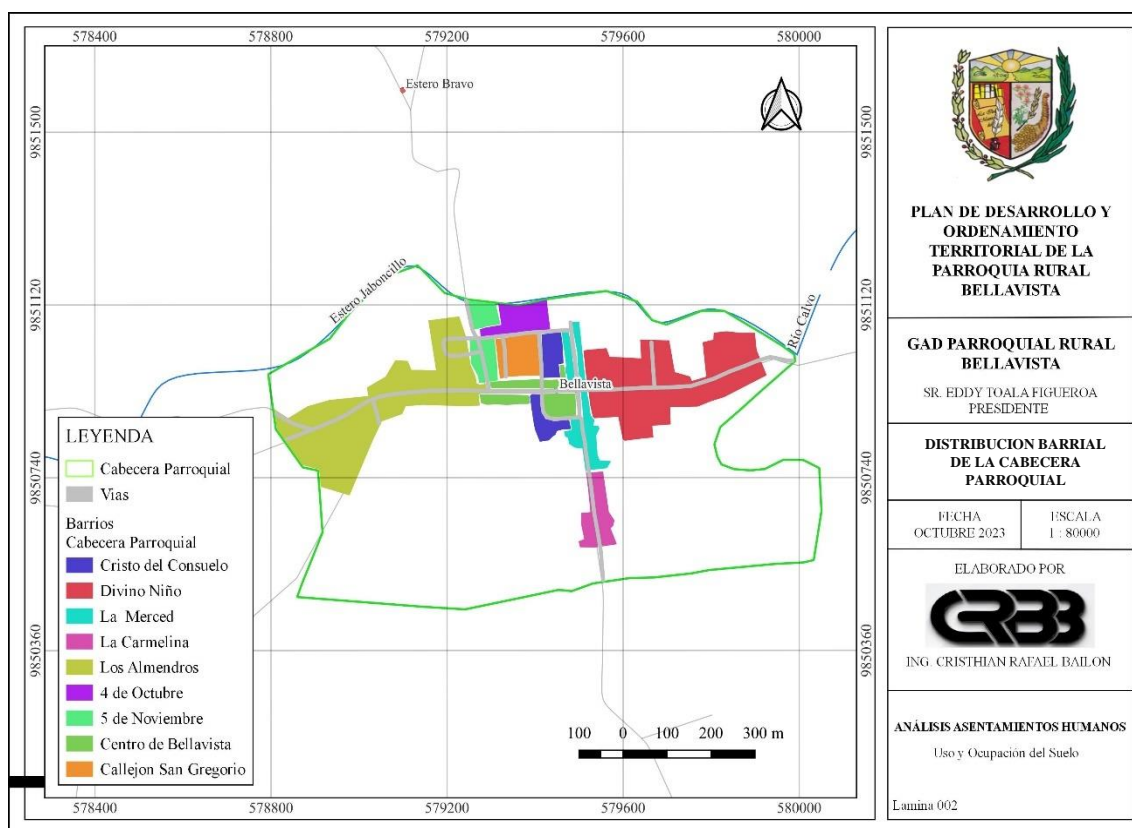 578400 578800 579200 579600 580000
9851500 9851500
9851120 9851120
9850740 9850740
9850360 9850360
Estero Bravo
Estero Jaboncillo
Rio Calvo
Bellavista
LEYENDA
Cabecera Parroquial
Vias
Barrios
Cabecera Parroquial
Cristo del Consuelo
Divino Niño
La Merced
La Carmelina
Los Almendros
4 de Octubre
5 de Noviembre
Centro de Bellavista
Callejon San Gregorio
100 0 100 200 300 m
578400 578800 579200 579600 580000
PLAN DE DESARROLLO Y
ORDENAMIENTO
TERRITORIAL DE LA
PARROQUIA RURAL
BELLAVISTA
GAD PARROQUIAL RURAL
BELLAVISTA
SR. EDDY TOALA FIGUEROA
PRESIDENTE
DISTRIBUCION BARRIAL
DE LA CABECERA
PARROQUIAL
FECHA
OCTUBRE 2023
ESCALA
1 : 80000
ELABORADO POR
CRBB
ING. CRISTHIAN RAFAEL BAILON
ANÁLISIS ASENTAMIENTOS HUMANOS
Uso y Ocupación del Suelo
Lamina 002